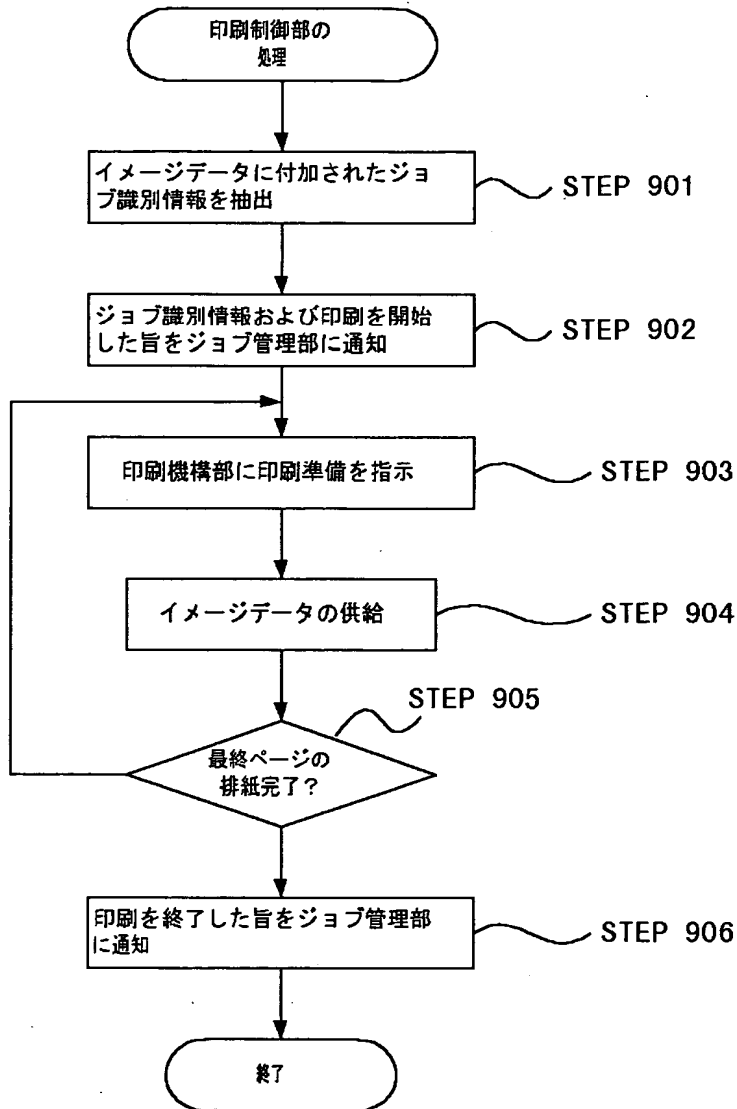 印刷制御部の
処理
イメージデータに付加されたジョ
ブ識別情報を抽出
STEP 901
ジョブ識別情報および印刷を開始
した旨をジョブ管理部に通知
STEP 902
印刷機構部に印刷準備を指示
STEP 903
イメージデータの供給
STEP 904
STEP 905
最終ページの
排紙完了?
印刷を終了した旨をジョブ管理部
に通知
STEP 906
終了